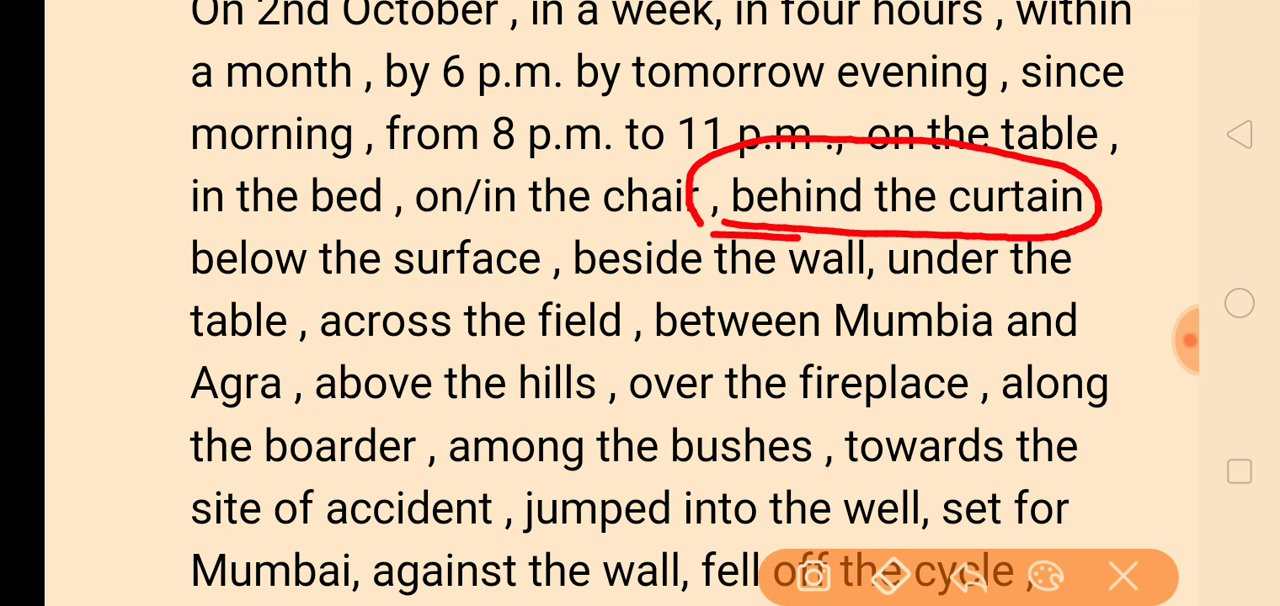 On 2nd October , in a week, in four hours , within
a month , by 6 p.m. by tomorrow evening , since
morning , from 8 p.m. to 11 p.m ., on the table ,
in the bed , on/in the chair , behind the curtain
below the surface , beside the wall, under the
table , across the field , between Mumbia and
Agra , above the hills , over the fireplace , along
the boarder , among the bushes , towards the
site of accident , jumped into the well, set for
Mumbai, against the wall, fell off the cycle ,